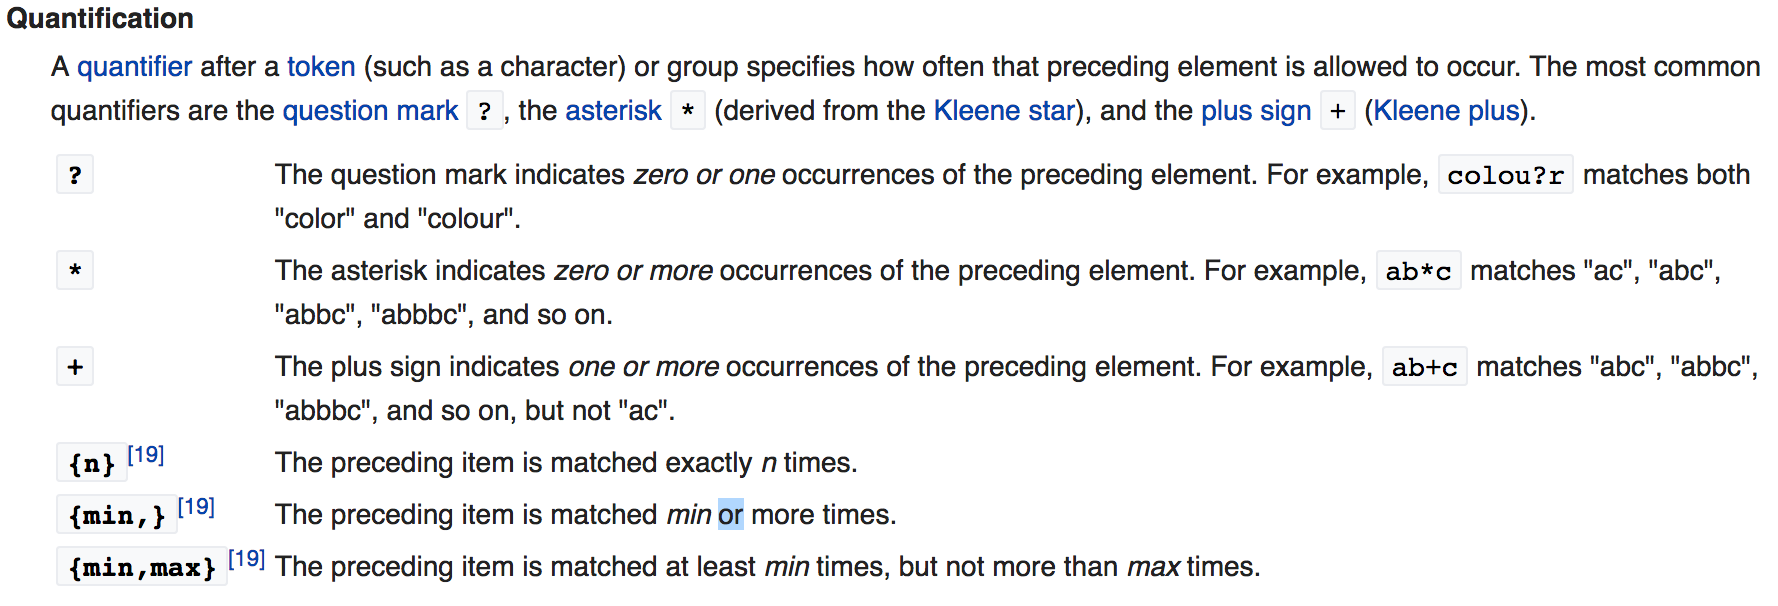 Quantification
A quantifier after a token (such as a character) or group specifies how often that preceding element is allowed to occur. The most common
quantifiers are the question mark ?, the asterisk * (derived from the Kleene star), and the plus sign + (Kleene plus).
? The question mark indicates zero or one occurrences of the preceding element. For example, colou?r matches both
"color" and "colour".
* The asterisk indicates zero or more occurrences of the preceding element. For example, ab*c matches "ac", "abc",
"abbc", "abbbc", and so on.
+ The plus sign indicates one or more occurrences of the preceding element. For example, ab+c matches "abc", "abbc",
"abbbc", and so on, but not "ac".
{n} [19] The preceding item is matched exactly n times.
{min,} [19] The preceding item is matched min or more times.
{min,max} [19] The preceding item is matched at least min times, but not more than max times.